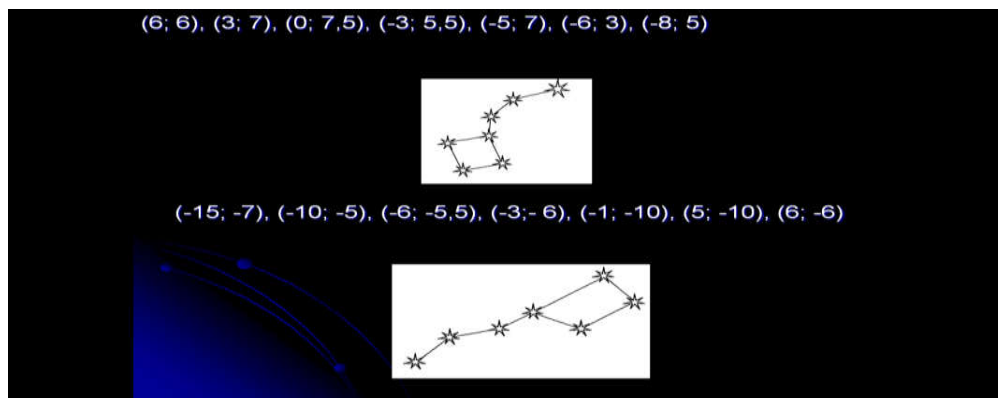 (6; 6), (3; 7), (0; 7,5), (-3; 5,5), (-5; 7), (-6; 3), (-8; 5)
(-15; -7), (-10; -5), (-6; -5,5), (-3;- 6), (-1; -10), (5; -10), (6; -6)